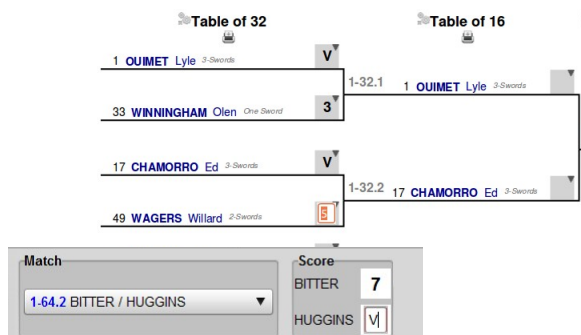 Table of 32 Table of 16
1 OUIMET Lyle 3-Swords V
1-32.1 1 OUIMET Lyle 3-Swords
33 WINNINGHAM Olen One Sword 3
17 CHAMORRO Ed 3-Swords V
1-32.2 17 CHAMORRO Ed 3-Swords
49 WAGERS Willard 2-Swords 5
Match Score
BITTER 7
1-64.2 BITTER / HUGGINS
HUGGINS V